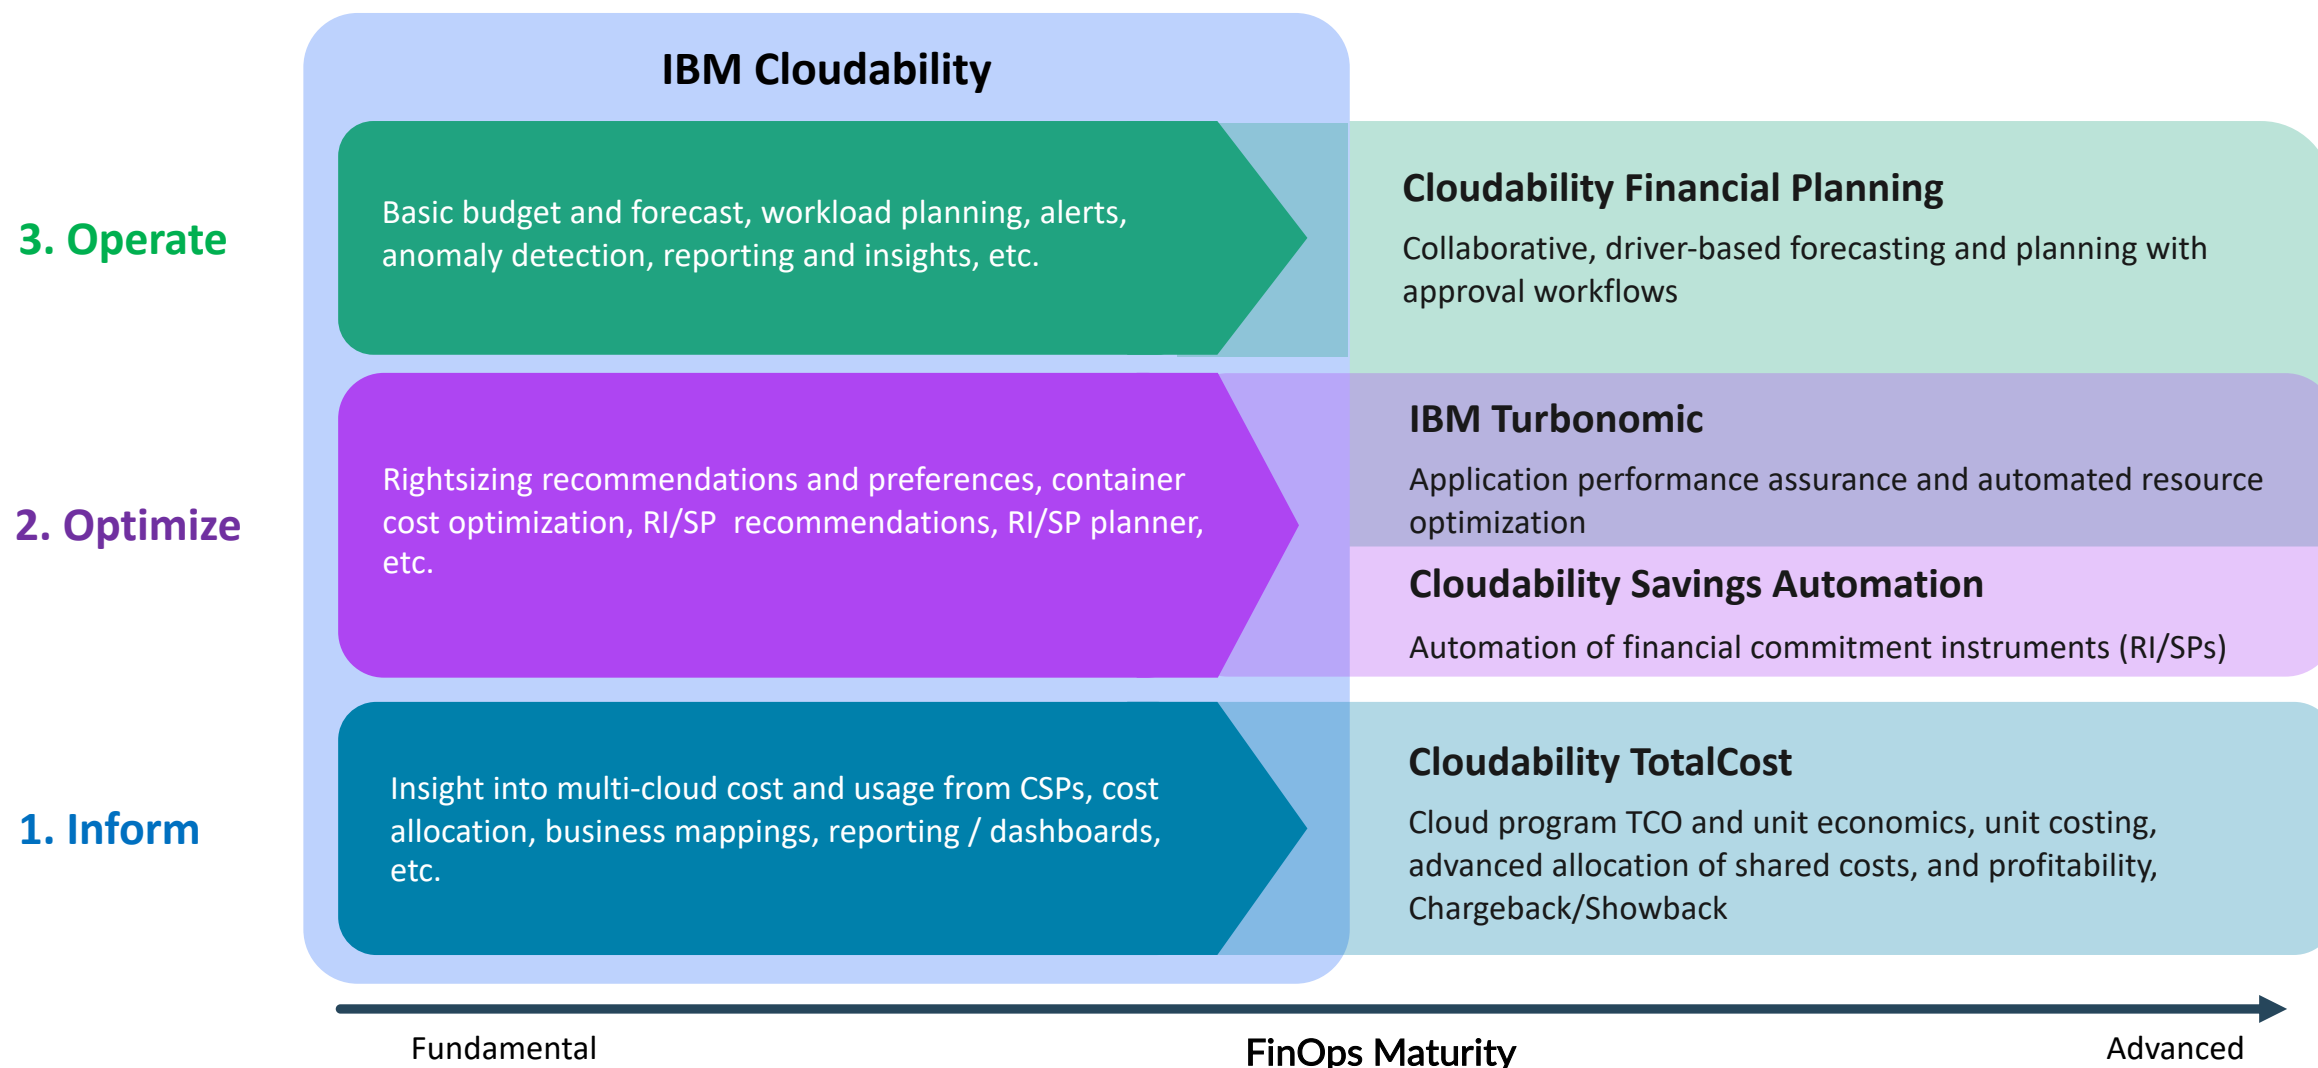 IBM Cloudability
3. Operate
Basic budget and forecast, workload planning, alerts,
anomaly detection, reporting and insights, etc.
Cloudability Financial Planning
Collaborative, driver-based forecasting and planning with
approval workflows
2. Optimize
Rightsizing recommendations and preferences, container
cost optimization, RI/SP  recommendations, RI/SP planner,
etc.
IBM Turbonomic
Application performance assurance and automated resource
optimization
Cloudability Savings Automation
Automation of financial commitment instruments (RI/SPs)
1. Inform
Insight into multi-cloud cost and usage from CSPs, cost
allocation, business mappings, reporting / dashboards,
etc.
Cloudability TotalCost
Cloud program TCO and unit economics, unit costing,
advanced allocation of shared costs, and profitability,
Chargeback/Showback
Fundamental
FinOps Maturity
Advanced